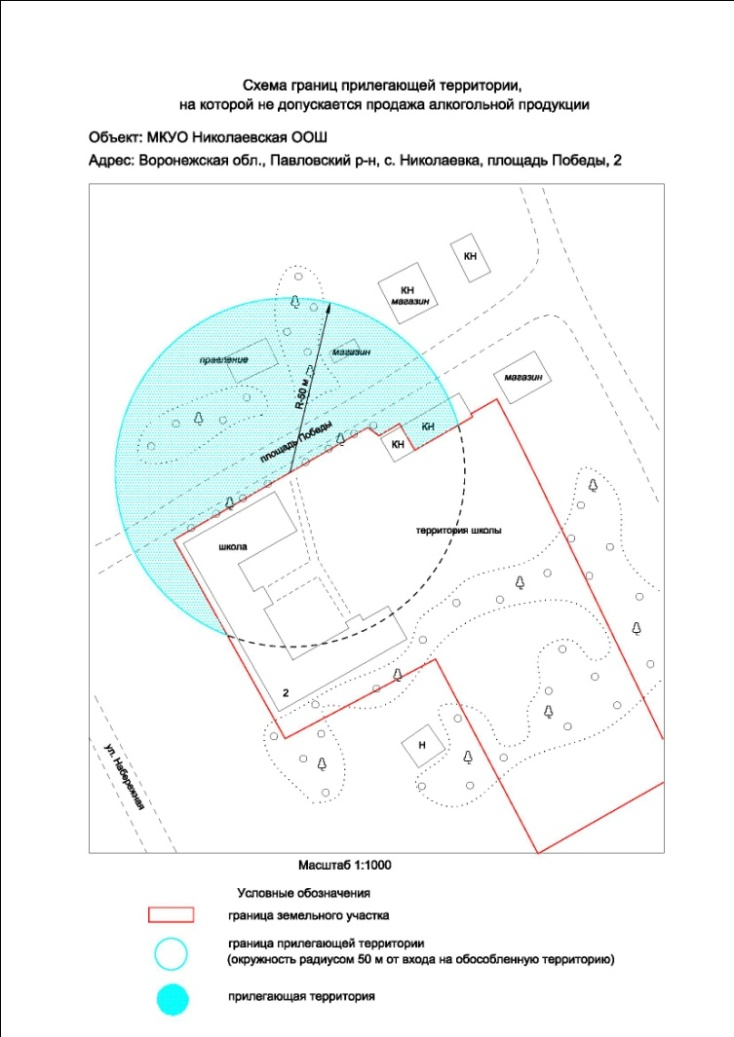 Схема границ прилегающей территории,
на которой не допускается продажа алкогольной продукции
Объект: МКУО Николаевская ООШ
Адрес: Воронежская обл., Павловский р-н, с. Николаевка, площадь Победы, 2
КН
КН
магазин
правление
магазин
магазин
R-50 м
площадь Победы
КН
КН
территория школы
школа
2
Н
ул. Набережная
Масштаб 1:1000
Условные обозначения
граница земельного участка
граница прилегающей территории
(окружность радиусом 50 м от входа на обособленную территорию)
прилегающая территория